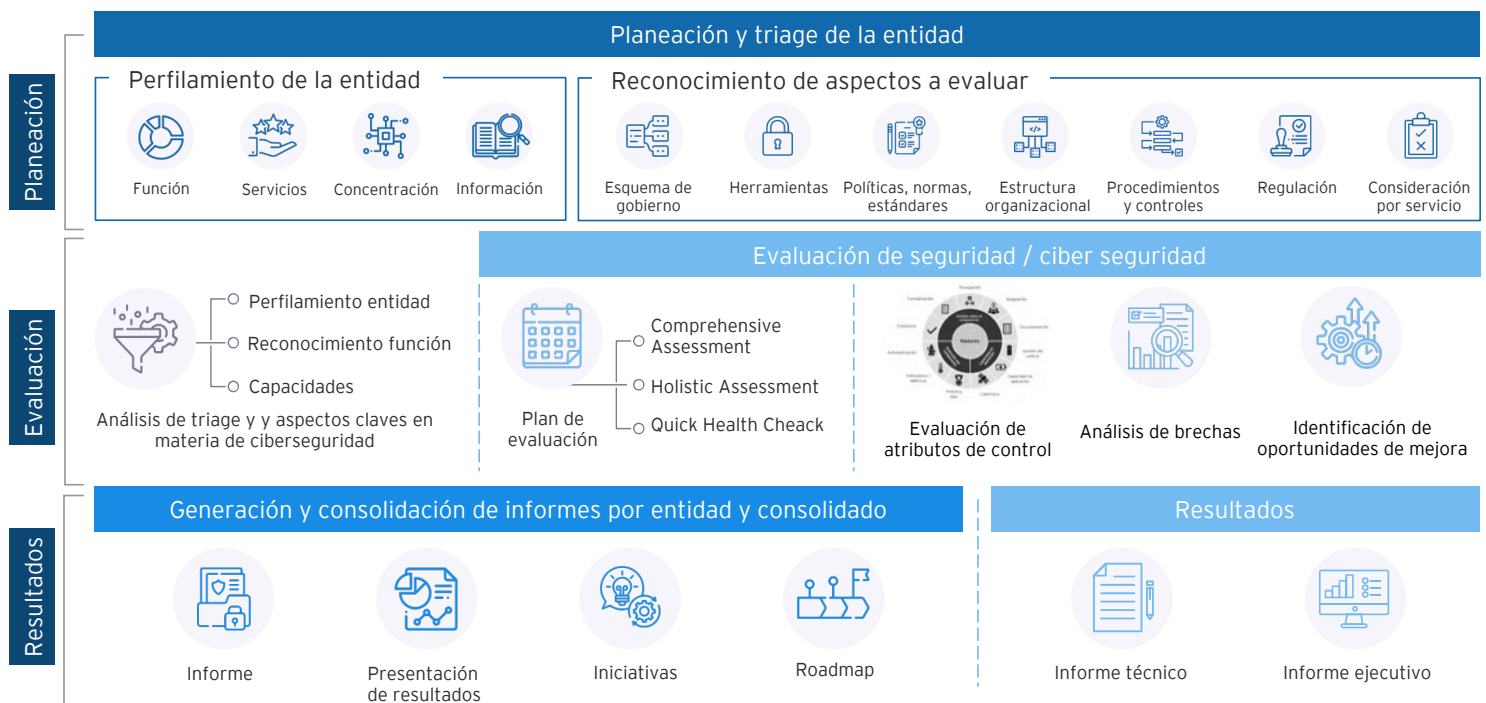 Planeación y triage de la entidad
Planeación
Perfilamiento de la entidad
Función
Servicios
Concentración
Información
Reconocimiento de aspectos a evaluar
Esquema de
gobierno
Herramientas
Políticas, normas,
estándares
Estructura
organizacional
Procedimientos
y controles
Regulación
Consideración
por servicio
Evaluación
Evaluación de seguridad / ciber seguridad
Perfilamiento entidad
Reconocimiento función
Capacidades
Análisis de triage y y aspectos claves en
materia de ciberseguridad
Plan de
evaluación
Comprehensive
Assessment
Holistic Assessment
Quick Health Cheack
Evaluación de
atributos de control
Análisis de brechas
Identificación de
oportunidades de mejora
Resultados
Generación y consolidación de informes por entidad y consolidado
Informe
Presentación
de resultados
Iniciativas
Roadmap
Resultados
Informe técnico
Informe ejecutivo